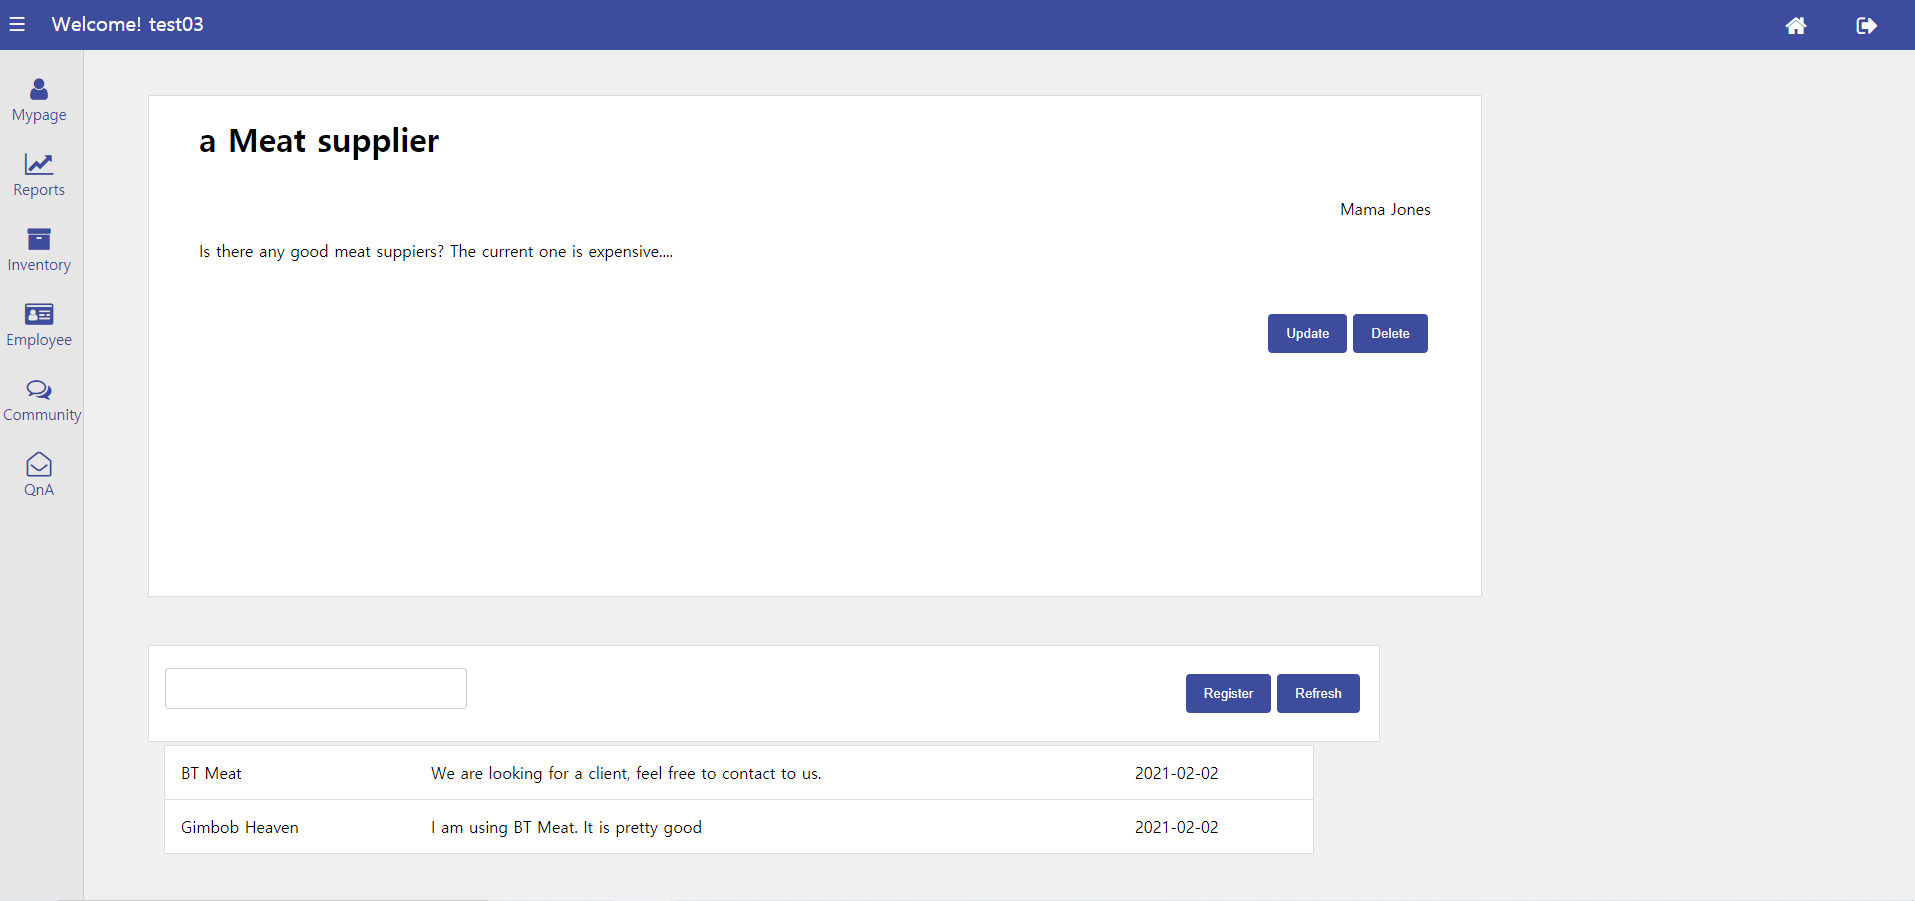 Welcome! test03
Mypage
Reports
Inventory
Employee
Community
QnA
a Meat supplier
Mama Jones
Is there any good meat suppiers? The current one is expensive....
Update Delete
Register Refresh
BT Meat We are looking for a client, feel free to contact to us. 2021-02-02
Gimbob Heaven I am using BT Meat. It is pretty good 2021-02-02